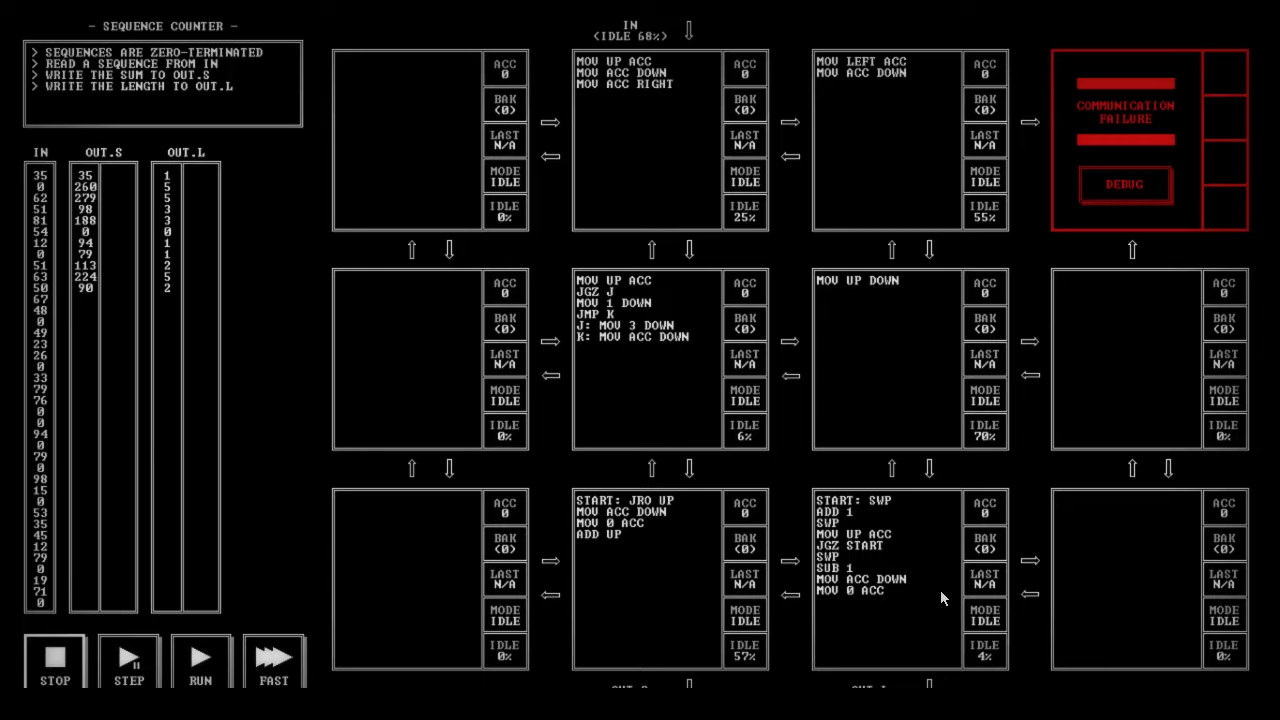 - SEQUENCE COUNTER -
> SEQUENCES ARE ZERO-TERMINATED
> READ A SEQUENCE FROM IN
> WRITE THE SUM TO OUT.S
> WRITE THE LENGTH TO OUT.L
IN OUT.S OUT.L
35 35 1
0 260 5
62 279 5
51 98 3
81 188 3
54 0 0
12 94 1
0 79 1
51 113 2
63 224 5
50 90 2
67
48
0
49
23
26
0
33
79
76
0
0
94
0
79
0
98
15
0
53
35
45
12
79
0
19
71
0
STOP STEP RUN FAST
IN
(IDLE 68%)
ACC
0
BAK
(0)
LAST
N/A
MODE
IDLE
IDLE
0%
MOV UP ACC
MOV ACC DOWN
MOV ACC RIGHT
ACC
0
BAK
(0)
LAST
N/A
MODE
IDLE
IDLE
25%
MOV LEFT ACC
MOV ACC DOWN
ACC
0
BAK
(0)
LAST
N/A
MODE
IDLE
IDLE
55%
COMMUNICATION
FAILURE
DEBUG
ACC
0
BAK
(0)
LAST
N/A
MODE
IDLE
IDLE
0%
MOV UP ACC
JGZ J
MOV 1 DOWN
JMP K
J: MOV 3 DOWN
K: MOV ACC DOWN
ACC
0
BAK
(0)
LAST
N/A
MODE
IDLE
IDLE
6%
MOV UP DOWN
ACC
0
BAK
(0)
LAST
N/A
MODE
IDLE
IDLE
70%
ACC
0
BAK
(0)
LAST
N/A
MODE
IDLE
IDLE
0%
ACC
0
BAK
(0)
LAST
N/A
MODE
IDLE
IDLE
0%
START: JRO UP
MOV ACC DOWN
MOV 0 ACC
ADD UP
ACC
0
BAK
(0)
LAST
N/A
MODE
IDLE
IDLE
57%
START: SWP
ADD 1
SWP
MOV UP ACC
JGZ START
SWP
SUB 1
MOV ACC DOWN
MOV 0 ACC
ACC
0
BAK
(0)
LAST
N/A
MODE
IDLE
IDLE
4%
ACC
0
BAK
(0)
LAST
N/A
MODE
IDLE
IDLE
0%